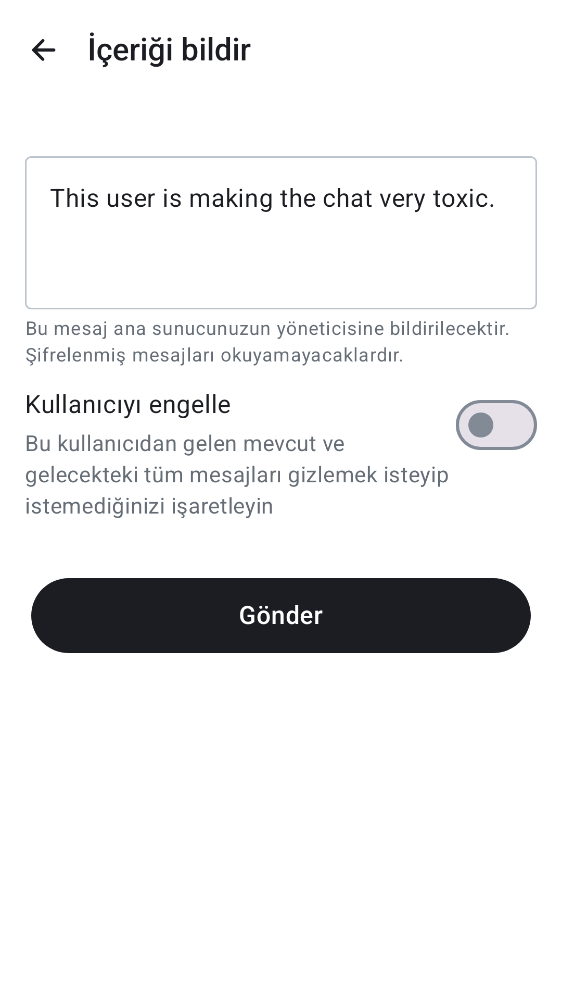 İçeriği bildir
This user is making the chat very toxic.
Bu mesaj ana sunucunuzun yöneticisine bildirilecektir.
Şifrelenmiş mesajları okuyamayacaklardır.
Kullanıcıyı engelle
Bu kullanıcıdan gelen mevcut ve
gelecekteki tüm mesajları gizlemek isteyip
istemediğinizi işaretleyin
Gönder